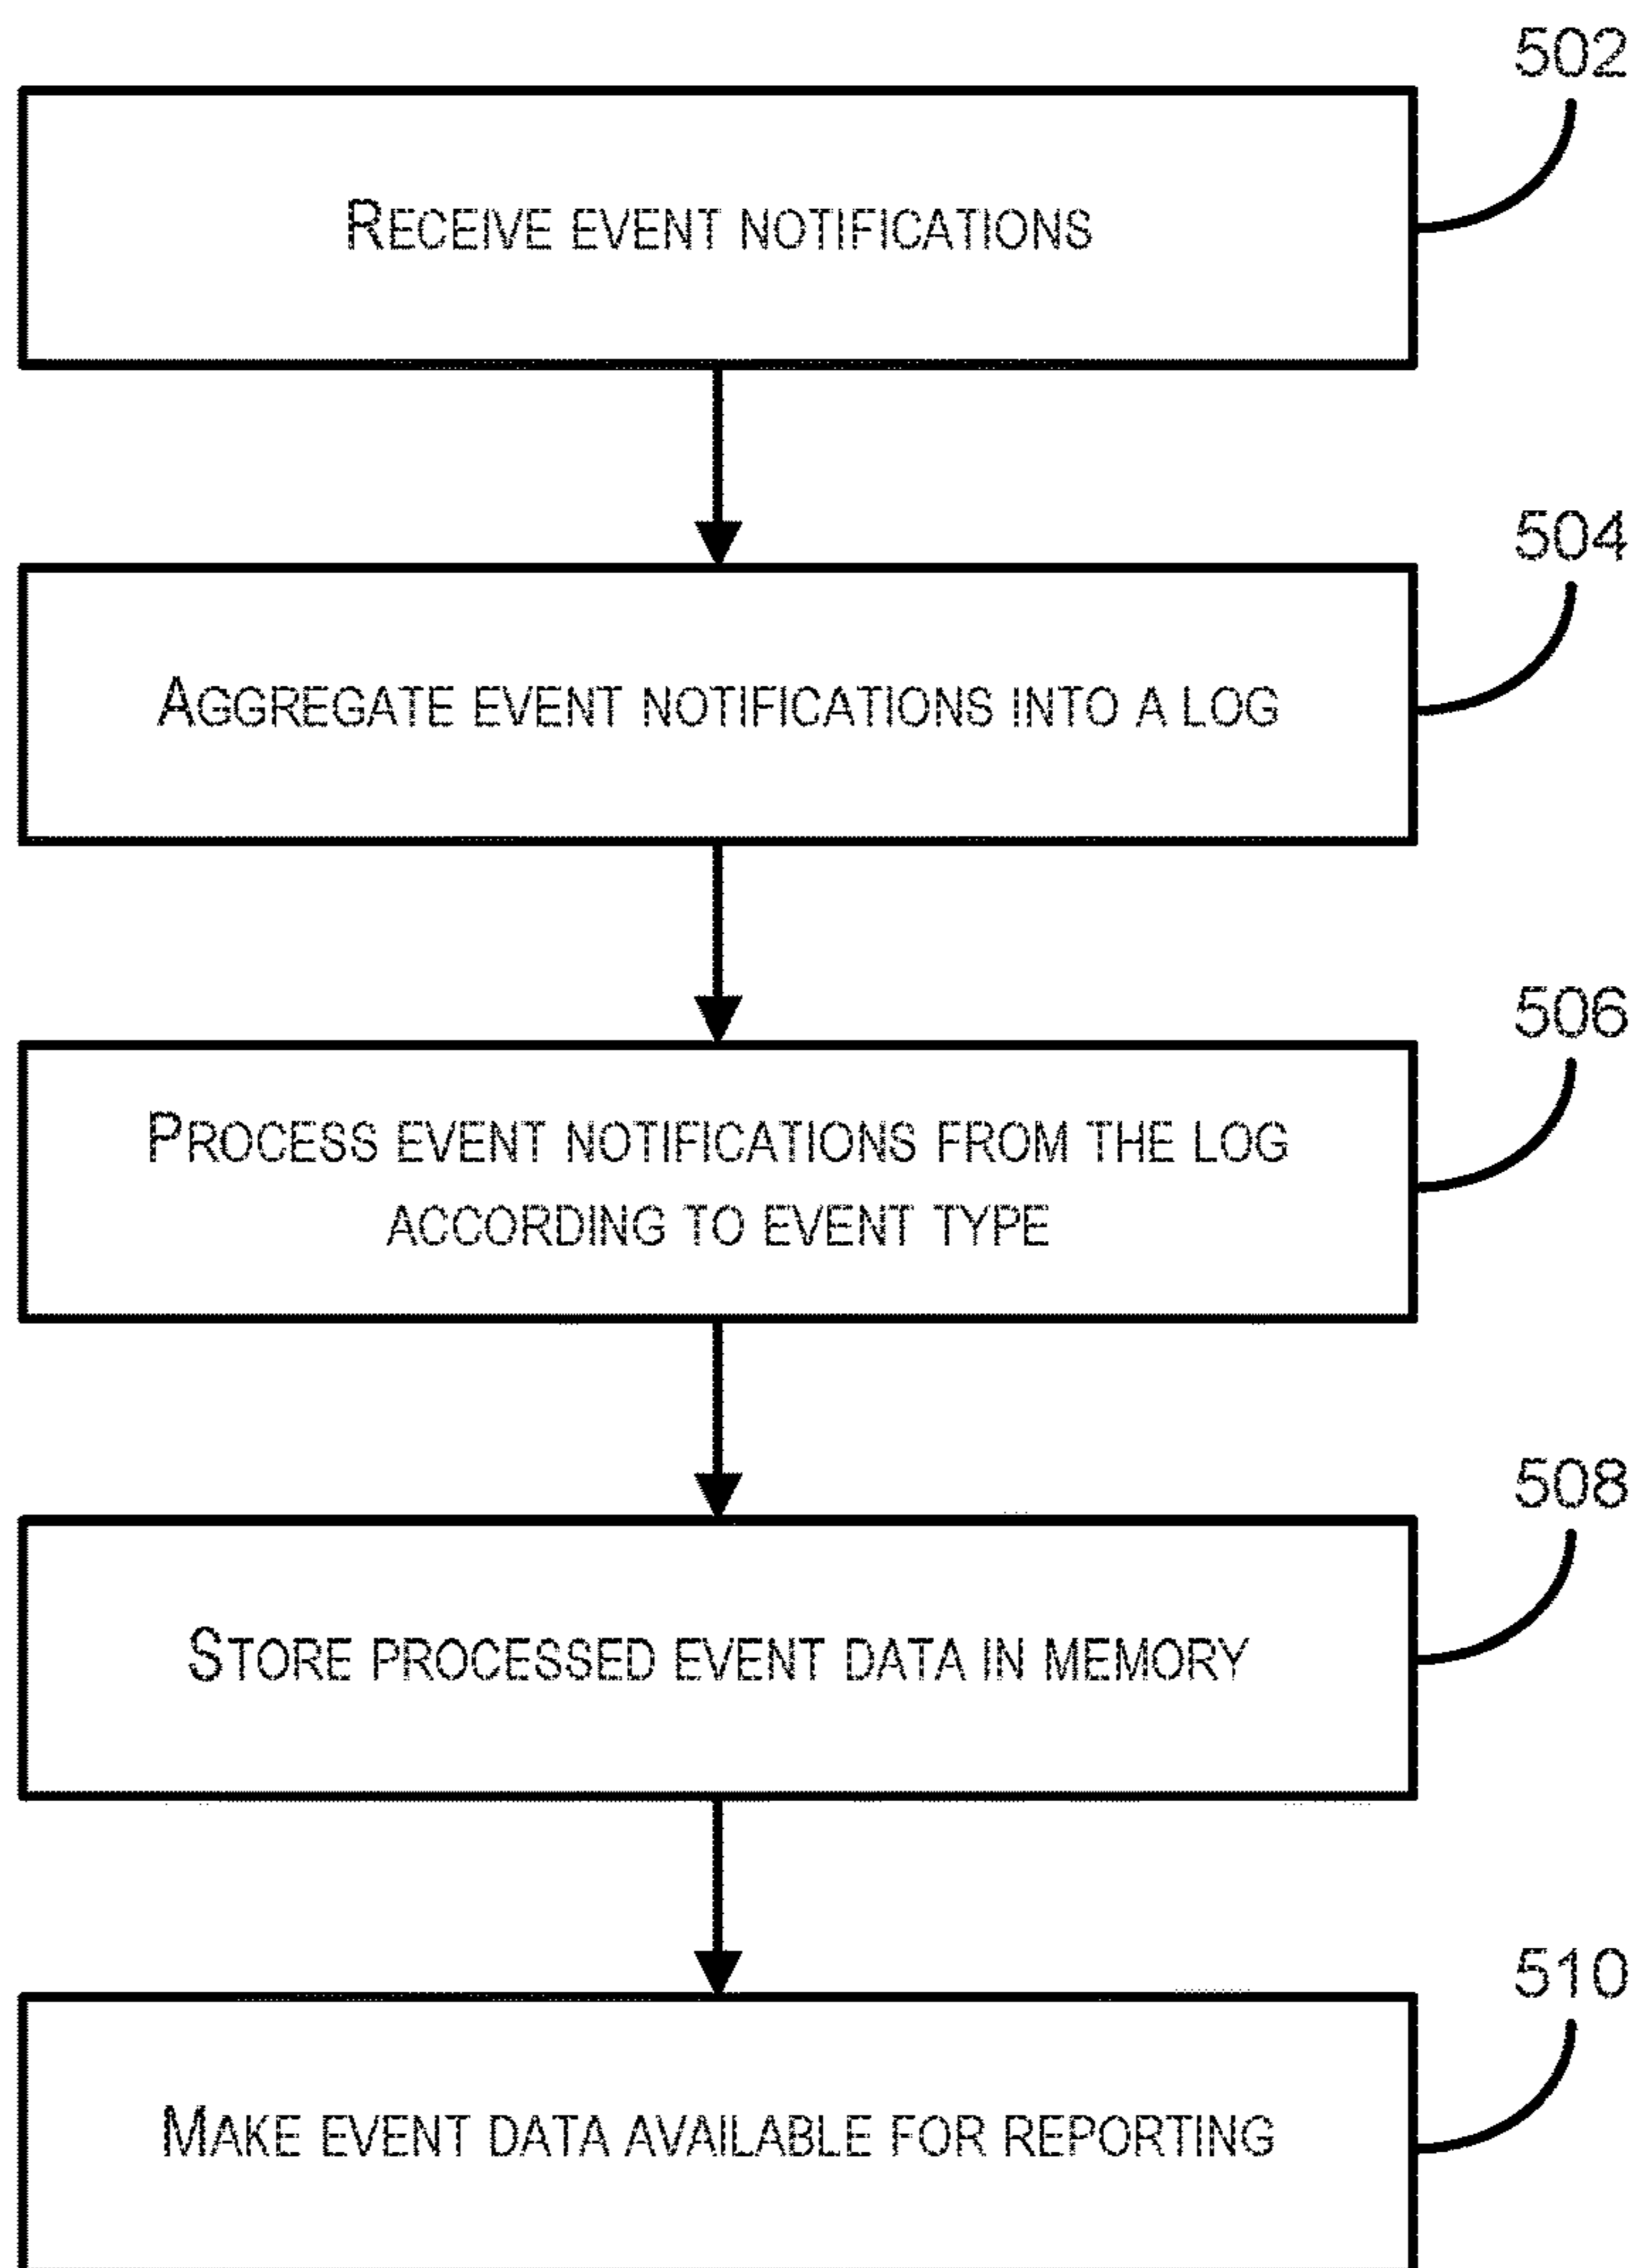 502
RECEIVE EVENT NOTIFICATIONS
504
AGGREGATE EVENT NOTIFICATIONS INTO A LOG
506
PROCESS EVENT NOTIFICATIONS FROM THE LOG
ACCORDING TO EVENT TYPE
508
STORE PROCESSED EVENT DATA IN MEMORY
510
MAKE EVENT DATA AVAILABLE FOR REPORTING